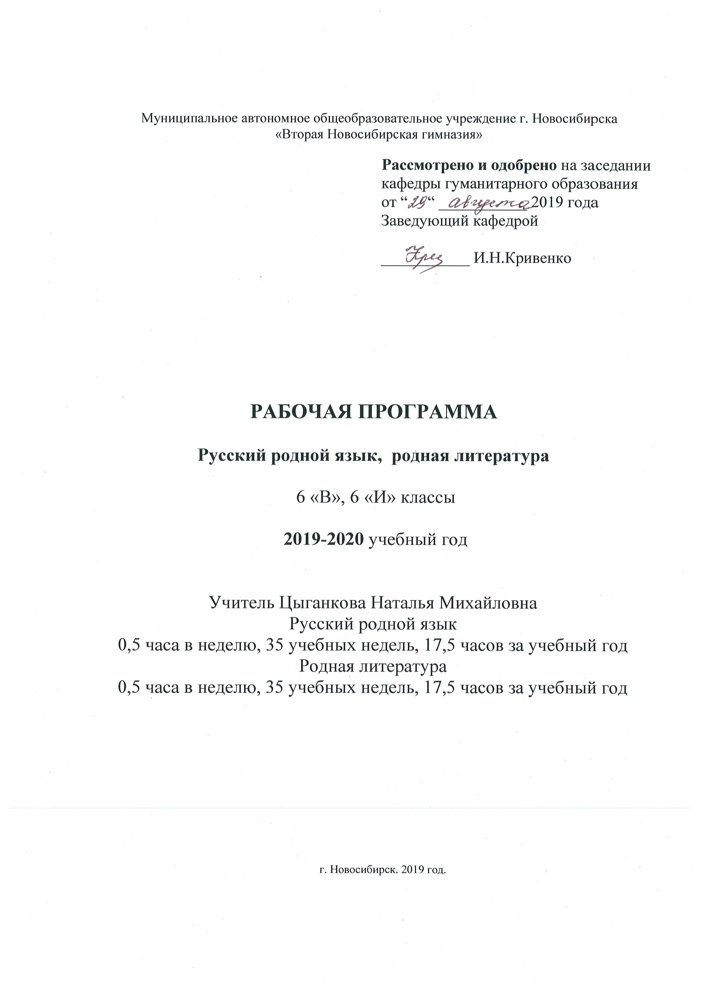 Муниципальное автономное общеобразовательное учреждение г. Новосибирска
«Вторая Новосибирская гимназия»
Рассмотрено и одобрено на заседании
кафедры гуманитарного образования
от “29“ августа 2019 года
Заведующий кафедрой
____________ И.Н.Кривенко
РАБОЧАЯ ПРОГРАММА
Русский родной язык,  родная литература
6 «В», 6 «И» классы
2019-2020 учебный год
Учитель Цыганкова Наталья Михайловна
Русский родной язык
0,5 часа в неделю, 35 учебных недель, 17,5 часов за учебный год
Родная литература
0,5 часа в неделю, 35 учебных недель, 17,5 часов за учебный год
г. Новосибирск. 2019 год.